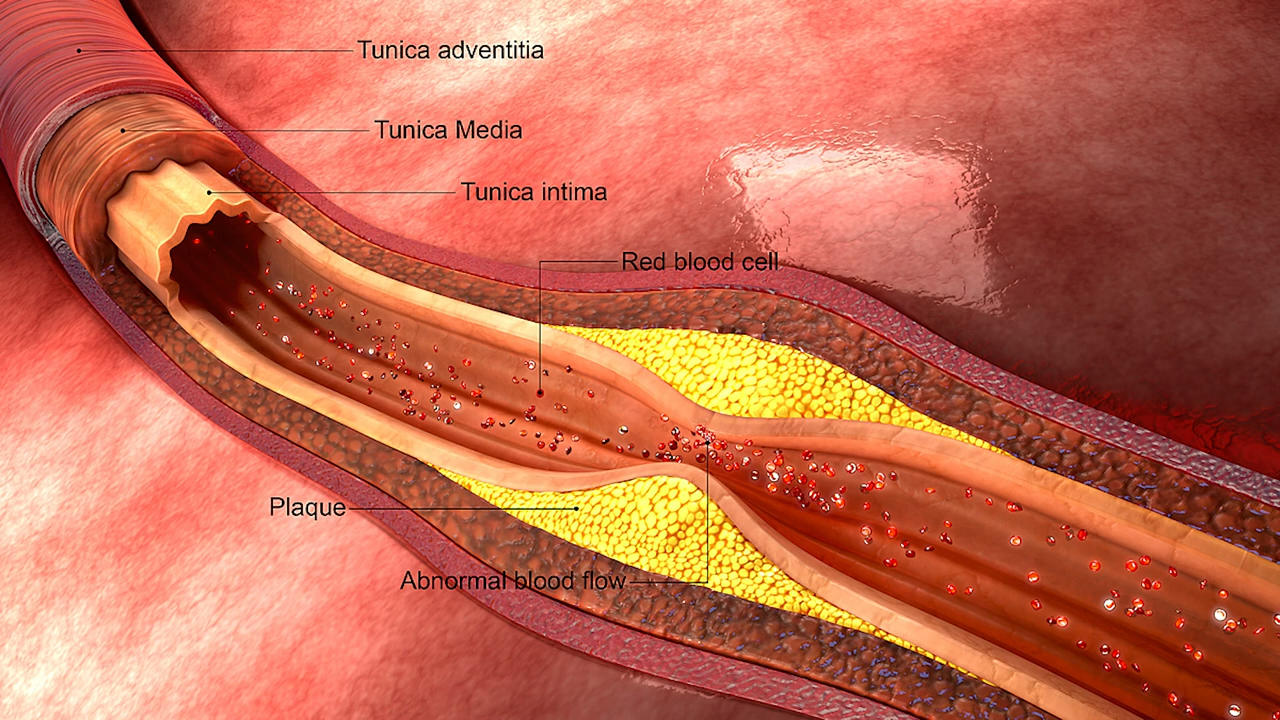 Tunica adventitia
Tunica Media
Tunica intima
Red blood cell
Plaque
Abnormal blood flow